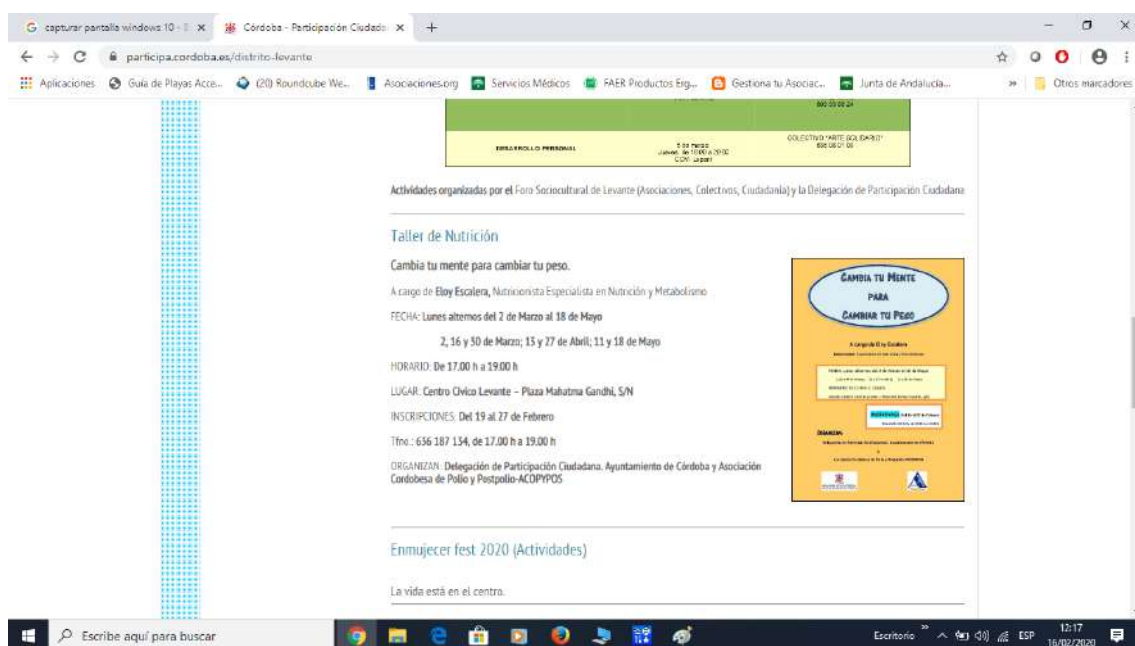 capturar pantalla windows 10 -
Córdoba - Participación Ciudada
participa.cordoba.es/distrito-levante
Aplicaciones
Guía de Playas Acce...
(20) Roundcube We...
Asociaciones.org
Servicios Médicos
FAER Productos Erg...
Gestiona tu Asociac...
Junta de Andalucía...
»
Otros marcadores
DESARROLLO PERSONAL
5 de marzo
COLECTIVO "ARTE SOLIDARIO"
Actividades organizadas por el Foro Sociocultural de Levante (Asociaciones, Colectivos, Ciudadanía) y la Delegación de Participación Ciudadana
Taller de Nutrición
Cambia tu mente para cambiar tu peso.
A cargo de Eloy Escalera, Nutricionista Especialista en Nutrición y Metabolismo
FECHA: Lunes alternos del 2 de Marzo al 18 de Mayo
2, 16 y 30 de Marzo; 13 y 27 de Abril; 11 y 18 de Mayo
HORARIO: De 17.00 h a 19.00 h
LUGAR: Centro Cívico Levante – Plaza Mahatma Gandhi, S/N
INSCRIPCIONES: Del 19 al 27 de Febrero
Tfno.: 636 187 134, de 17.00 h a 19.00 h
ORGANIZAN: Delegación de Participación Ciudadana. Ayuntamiento de Córdoba y Asociación
Cordobesa de Polio y Postpolio-ACOPYPOS
CAMBIA TU MENTE
PARA
CAMBIAR TU PESO
A cargo de Eloy Escalera
Enmujecer fest 2020 (Actividades)
La vida está en el centro.
Escribe aquí para buscar
Escritorio
ESP
12:17
16/02/2020